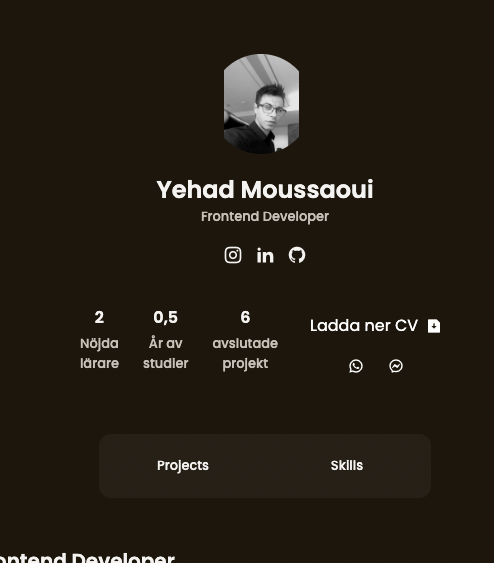 Yehad Moussaoui
Frontend Developer
2
Nöjda
lärare
0,5
År av
studier
6
avslutade
projekt
Ladda ner CV
Projects
Skills
ontend Developer